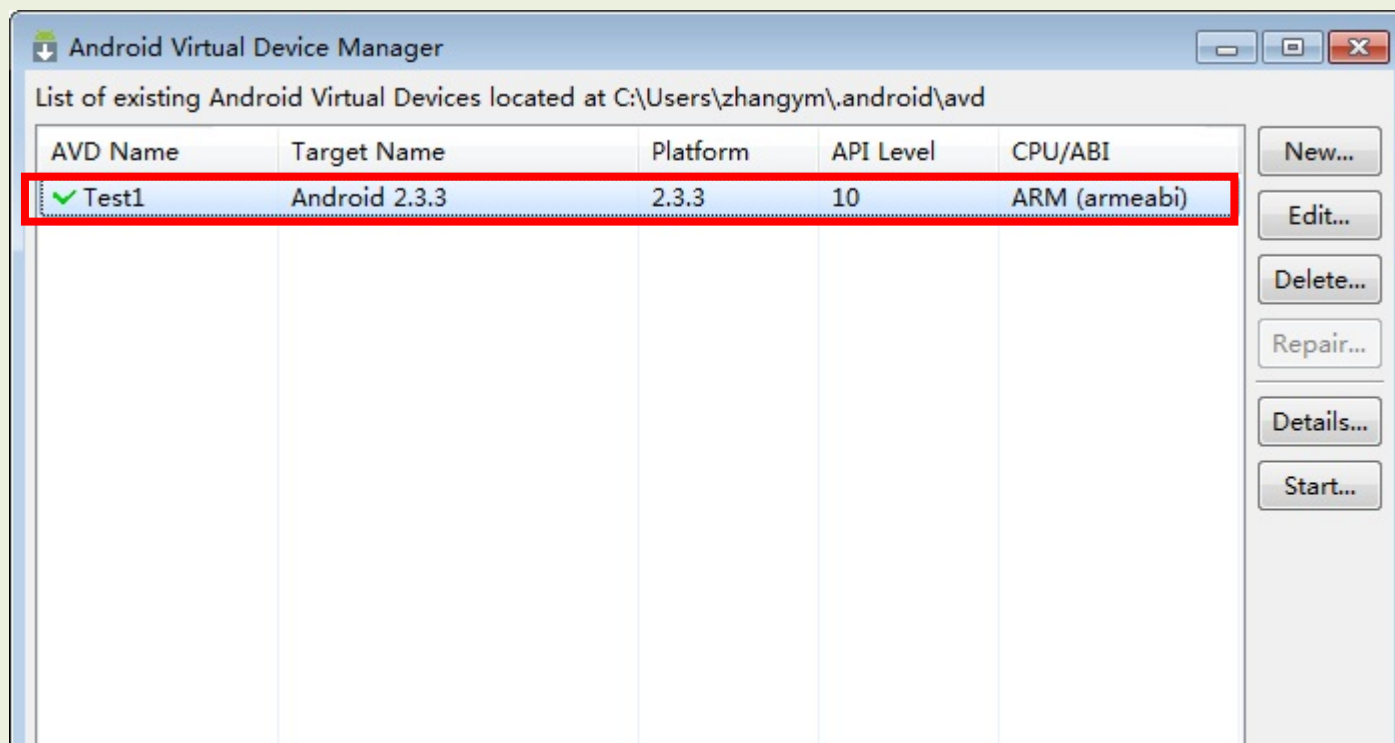 Android Virtual Device Manager
List of existing Android Virtual Devices located at C:\Users\zhangym\.android\avd
AVD Name Target Name Platform API Level CPU/ABI
Test1 Android 2.3.3 2.3.3 10 ARM (armeabi)
New...
Edit...
Delete...
Repair...
Details...
Start...